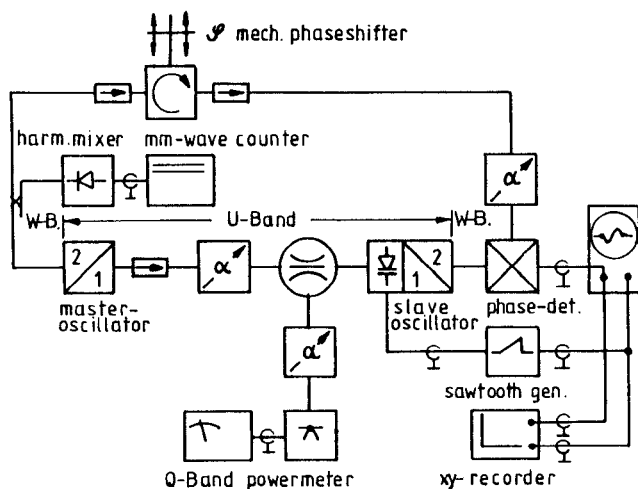 φ mech. phaseshifter
harm.mixer mm-wave counter
α
W-B. U-Band W-B.
2/1 α 1/2
master-
oscillator
slave
oscillator
phase-det.
α
sawtooth gen.
Q-Band powermeter
xy-recorder